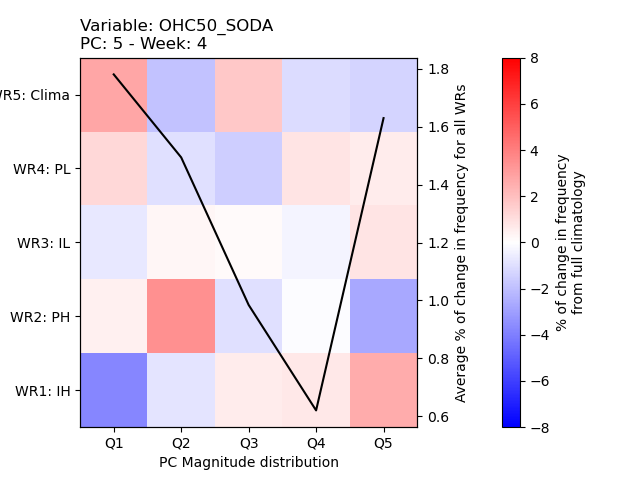 Variable: OHC50_SODA
PC: 5 - Week: 4
WR5: Clima
WR4: PL
WR3: IL
WR2: PH
WR1: IH
Q1 Q2 Q3 Q4 Q5
PC Magnitude distribution
1.8
1.6
1.4
1.2
1.0
0.8
0.6
Average % of change in frequency for all WRs
8
6
4
2
0
−2
−4
−6
−8
% of change in frequency
from full climatology